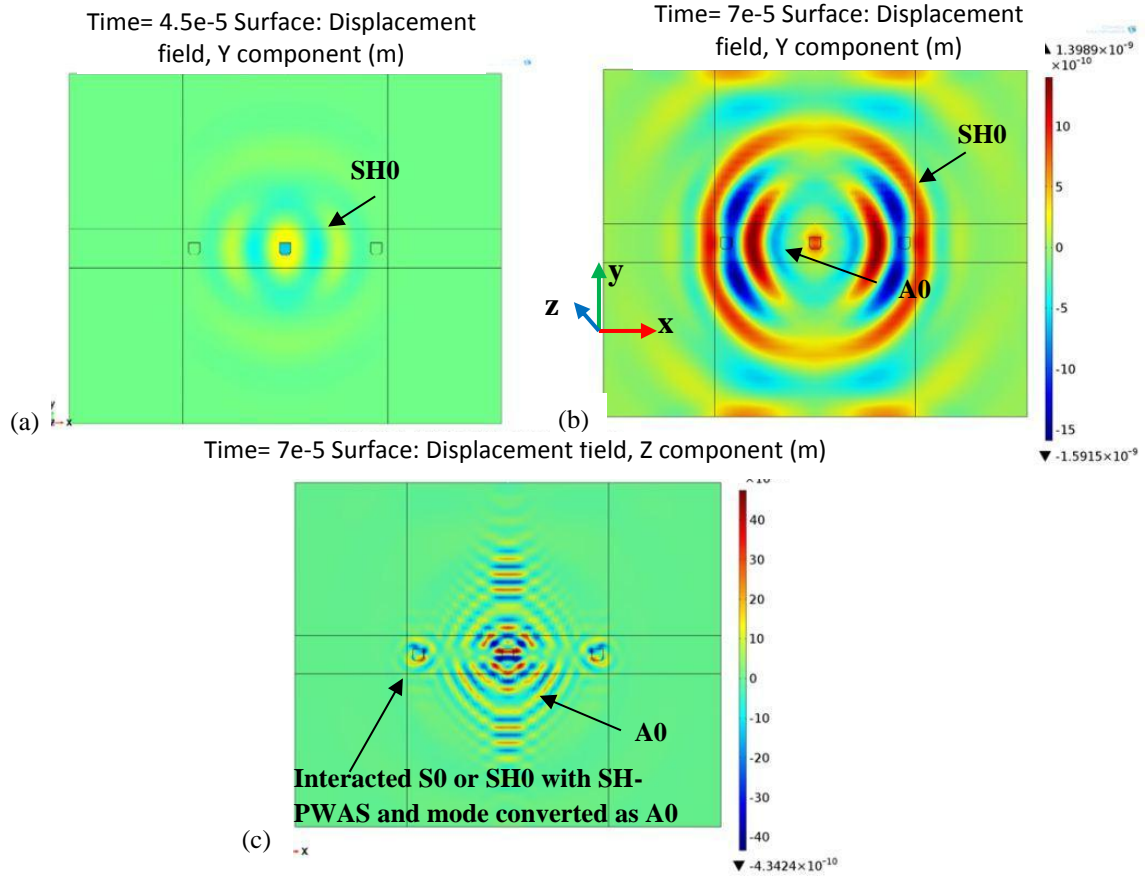 Time= 4.5e-5 Surface: Displacement
field, Y component (m)
SH0
y
x
(a)
Time= 7e-5 Surface: Displacement
field, Y component (m)
▲ 1.3989×10⁻⁹
×10⁻¹⁰
SH0
A0
y
z
x
10
5
0
-5
-10
-15
▼ -1.5915×10⁻⁹
(b)
Time= 7e-5 Surface: Displacement field, Z component (m)
A0
Interacted S0 or SH0 with SH-
PWAS and mode converted as A0
40
30
20
10
0
-10
-20
-30
-40
▼ -4.3424×10⁻¹⁰
(c)
x